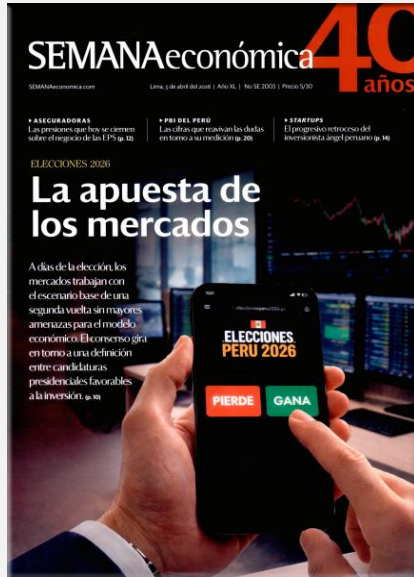 SEMANAeconómica 40
años
SEMANAeconomica.com Lima, 5 de abril del 2026 | Año XL | No SE 2003 | Precio S/30
▸ ASEGURADORAS
Las presiones que hoy se ciernen
sobre el negocio de las EPS (p. 12)
▸ PBI DEL PERÚ
Las cifras que reavivan las dudas
en torno a su medición (p. 20)
▸ STARTUPS
El progresivo retroceso del
inversionista ángel peruano (p. 14)
ELECCIONES 2026
La apuesta de
los mercados
A días de la elección, los
mercados trabajan con
el escenario base de una
segunda vuelta sin mayores
amenazas para el modelo
económico. El consenso gira
en torno a una definición
entre candidaturas
presidenciales favorables
a la inversión. (p. 10)
ELECCIONES
PERU 2026
PIERDE GANA